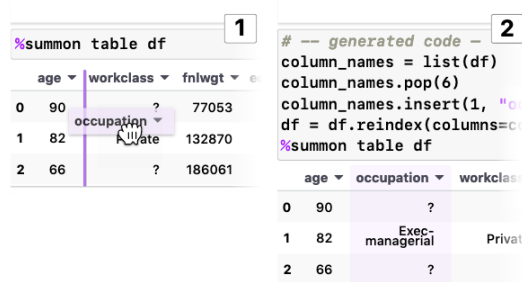 1
%summon table df
age workclass fnlwgt
0 90 ? 77053
occupation
1 82 132870
2 66 ? 186061
2
# -- generated code -
column_names = list(df)
column_names.pop(6)
column_names.insert(1, "
df = df.reindex(columns=c
%summon table df
age occupation workclas
0 90 ?
1 82 Exec-
managerial Privat
2 66 ?